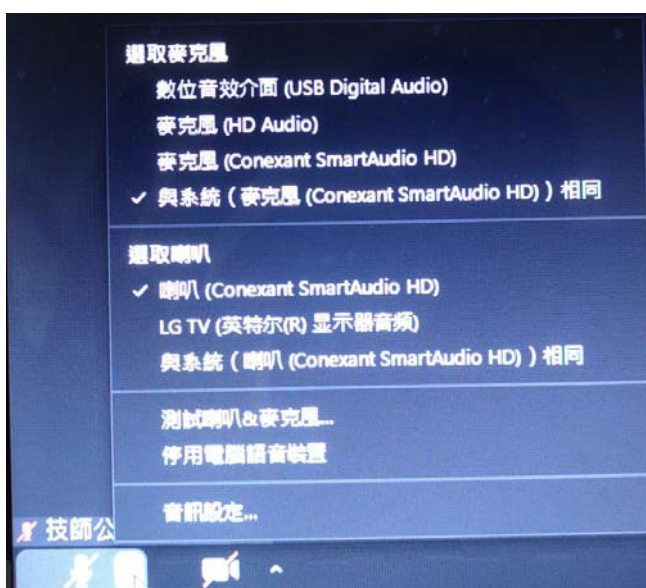 選取麥克風
數位音效介面 (USB Digital Audio)
麥克風 (HD Audio)
麥克風 (Conexant SmartAudio HD)
與系統 ( 麥克風 (Conexant SmartAudio HD) ) 相同
選取喇叭
喇叭 (Conexant SmartAudio HD)
LG TV (英特尔(R) 显示器音频)
與系統 ( 喇叭 (Conexant SmartAudio HD) ) 相同
測試喇叭&麥克風...
停用電腦語音裝置
音訊設定...
技師公